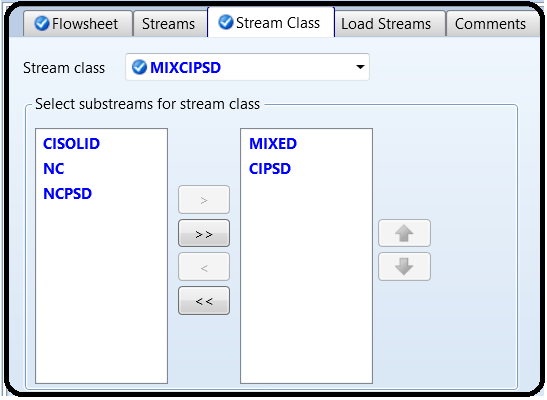 Flowsheet Streams Stream Class Load Streams Comments
Stream class MIXCIPSD
Select substreams for stream class
CISOLID MIXED
NC CIPSD
NCPSD
>
>>
<
<<